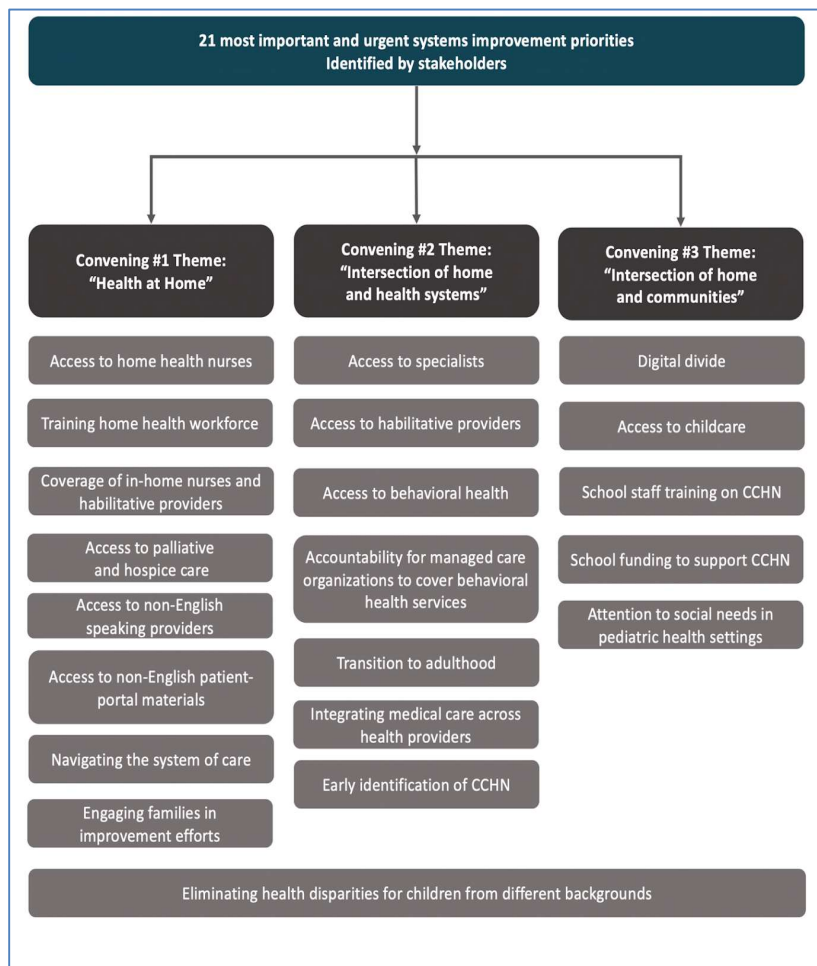 21 most important and urgent systems improvement priorities
Identified by stakeholders
Convening #1 Theme:
“Health at Home”
Access to home health nurses
Training home health workforce
Coverage of in-home nurses and
habilitative providers
Access to palliative
and hospice care
Access to non-English
speaking providers
Access to non-English patient-
portal materials
Navigating the system of care
Engaging families in
improvement efforts
Convening #2 Theme:
“Intersection of home
and health systems”
Access to specialists
Access to habilitative providers
Access to behavioral health
Accountability for managed care
organizations to cover behavioral
health services
Transition to adulthood
Integrating medical care across
health providers
Early identification of CCHN
Convening #3 Theme:
“Intersection of home
and communities”
Digital divide
Access to childcare
School staff training on CCHN
School funding to support CCHN
Attention to social needs in
pediatric health settings
Eliminating health disparities for children from different backgrounds